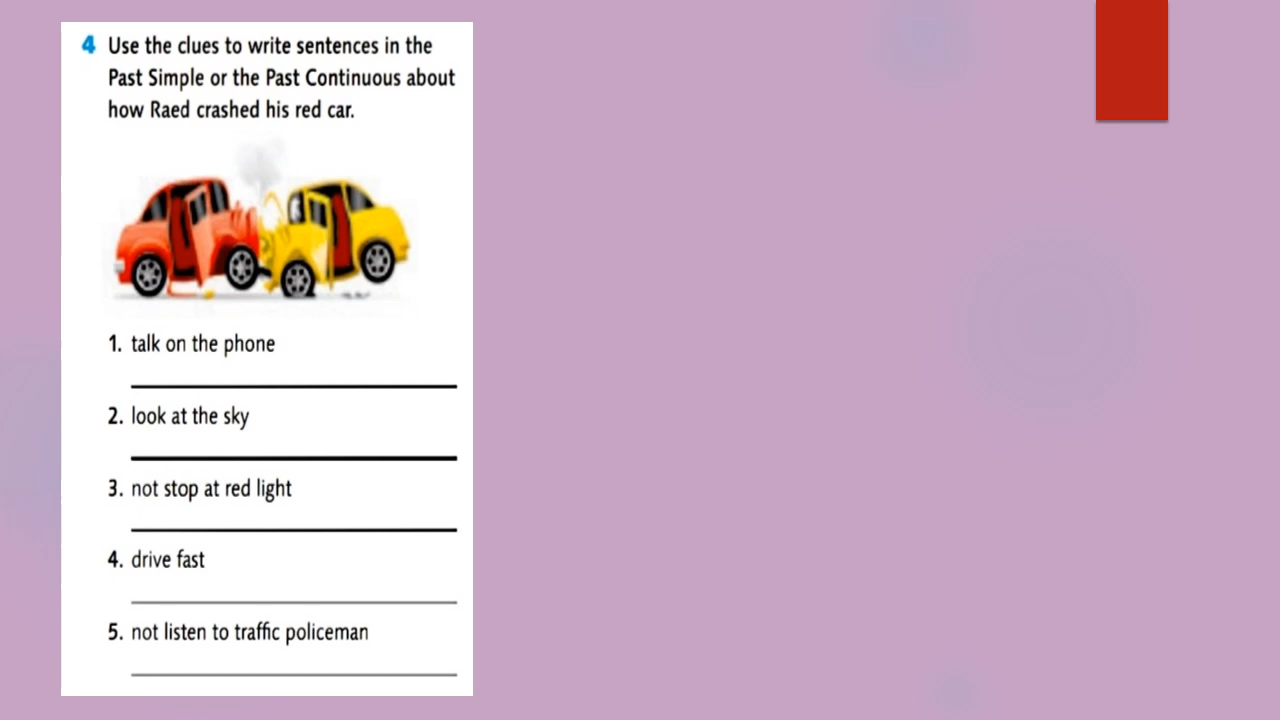 4 Use the clues to write sentences in the
Past Simple or the Past Continuous about
how Raed crashed his red car.
1. talk on the phone
2. look at the sky
3. not stop at red light
4. drive fast
5. not listen to traffic policeman